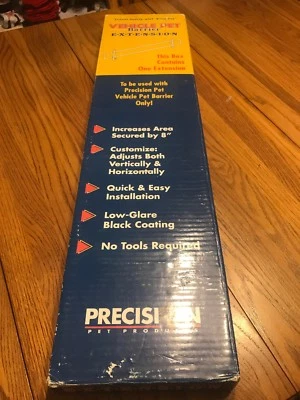 VEHICLE PET
Barrier
EXTENSION
This Box
Contains
One Extension
To be used with
Precision Pet
Vehicle Pet Barrier
Only!
Increases Area
Secured by 8"
Customize:
Adjusts Both
Vertically &
Horizontally
Quick & Easy
Installation
Low-Glare
Black Coating
No Tools Required
PRECISION
PET PRODUCTS